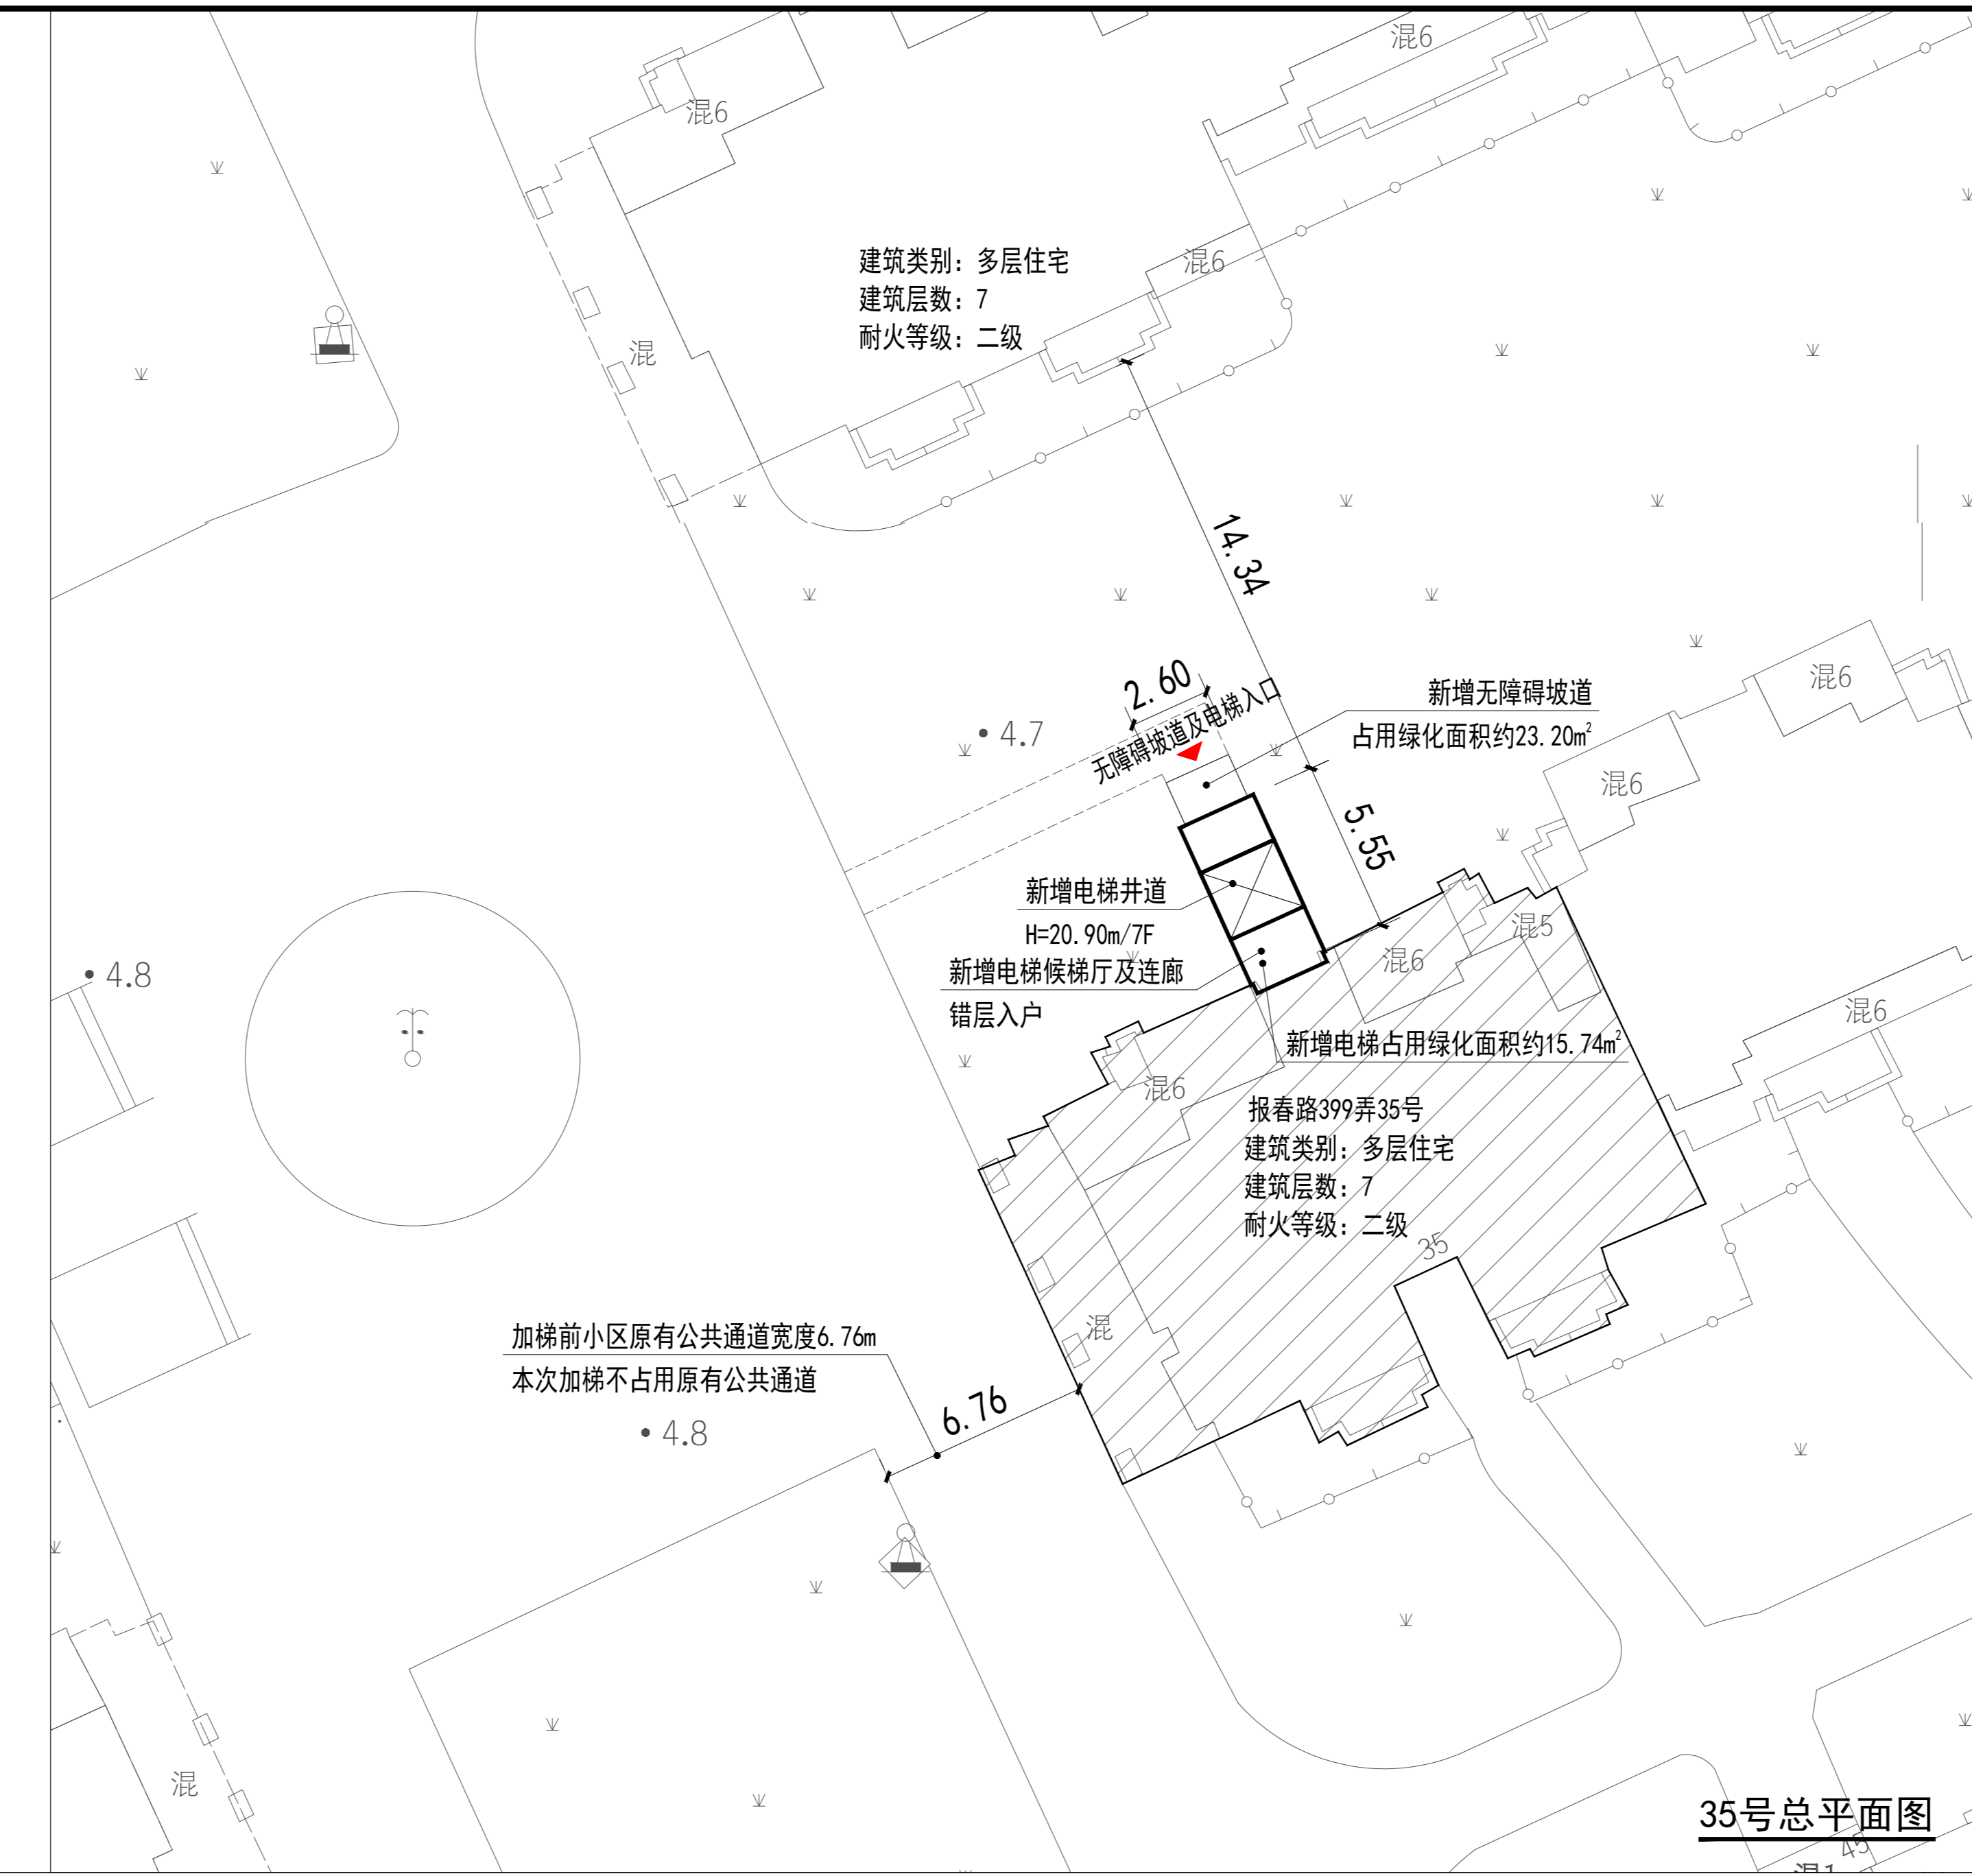 混6
混6
建筑类别：多层住宅
建筑层数：7
耐火等级：二级
混6
混
14.34
2.60
无障碍坡道及电梯入口
新增无障碍坡道
占用绿化面积约23.20m²
混6
4.7
混6
5.55
新增电梯井道
H=20.90m/7F
新增电梯候梯厅及连廊
错层入户
混5
混6
4.8
混6
新增电梯占用绿化面积约15.74m²
混6
报春路399弄35号
建筑类别：多层住宅
建筑层数：7
耐火等级：二级
35
混
加梯前小区原有公共通道宽度6.76m
本次加梯不占用原有公共通道
6.76
4.8
混
35号总平面图
45
混1